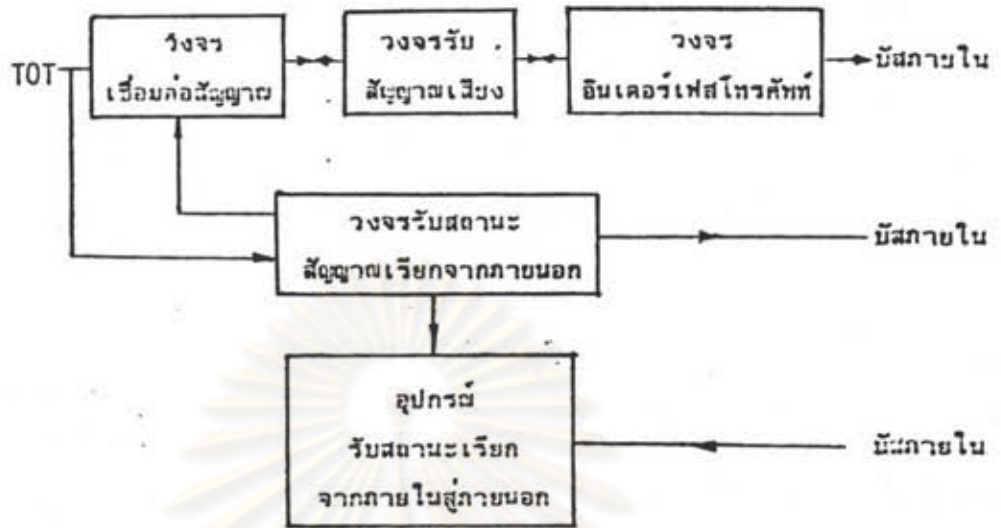 วงจร
เชื่อมต่อสัญญาณ
วงจรรับ
สัญญาณเสียง
วงจร
อินเตอร์เฟสโทรศัพท์
TOT
บัสภายใน
วงจรรับสถานะ
สัญญาณเรียกจากภายนอก
บัสภายใน
อุปกรณ์
รับสถานะเรียก
จากภายในสู่ภายนอก
บัสภายใน